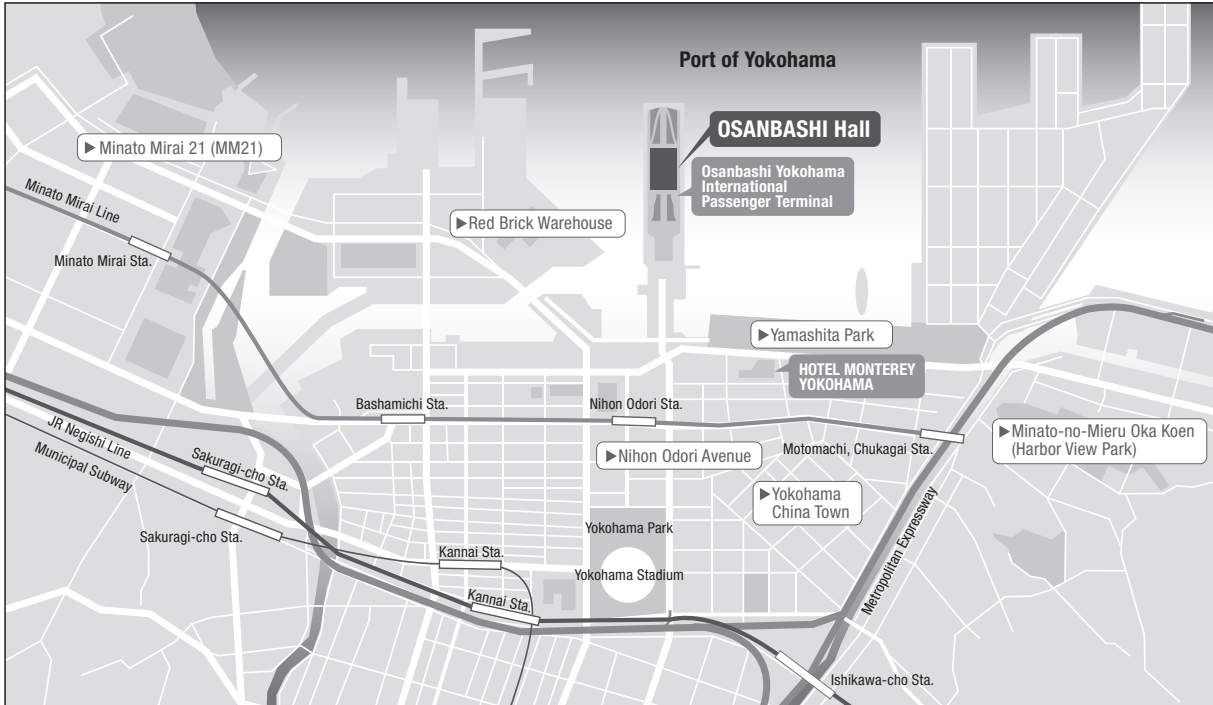 Port of Yokohama
OSANBASHI Hall
▶Minato Mirai 21 (MM21)
Osanbashi Yokohama
International
Passenger Terminal
Minato Mirai Line
▶Red Brick Warehouse
Minato Mirai Sta.
▶Yamashita Park
HOTEL MONTEREY
YOKOHAMA
Bashamichi Sta.
Nihon Odori Sta.
JR Negishi Line
Municipal Subway
Sakuragi-cho Sta.
▶Nihon Odori Avenue
Motomachi, Chukagai Sta.
▶Minato-no-Mieru Oka Koen
(Harbor View Park)
▶Yokohama
China Town
Sakuragi-cho Sta.
Yokohama Park
Kannai Sta.
Yokohama Stadium
Metropolitan Expressway
Kannai Sta.
Ishikawa-cho Sta.